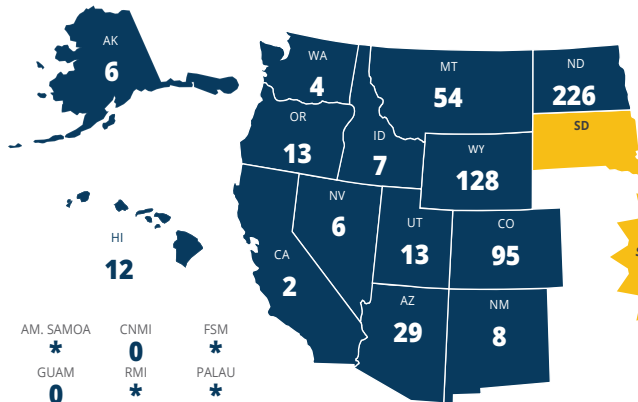 AK
6
WA
4
MT
54
ND
226
OR
13
ID
7
WY
128
SD
NV
6
UT
13
CO
95
CA
2
AZ
29
NM
8
HI
12
AM. SAMOA
*
CNMI
0
FSM
*
GUAM
0
RMI
*
PALAU
*